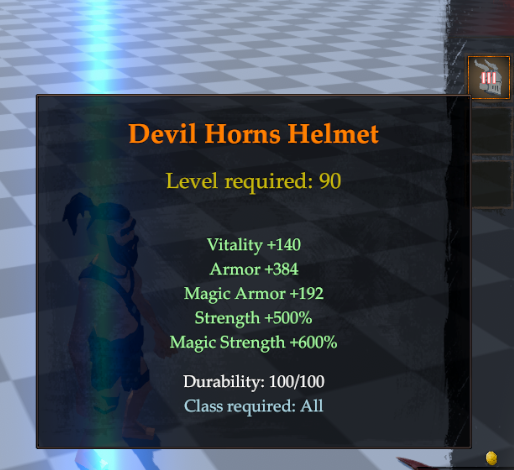 Devil Horns Helmet
Level required: 90
Vitality +140
Armor +384
Magic Armor +192
Strength +500%
Magic Strength +600%
Durability: 100/100
Class required: All